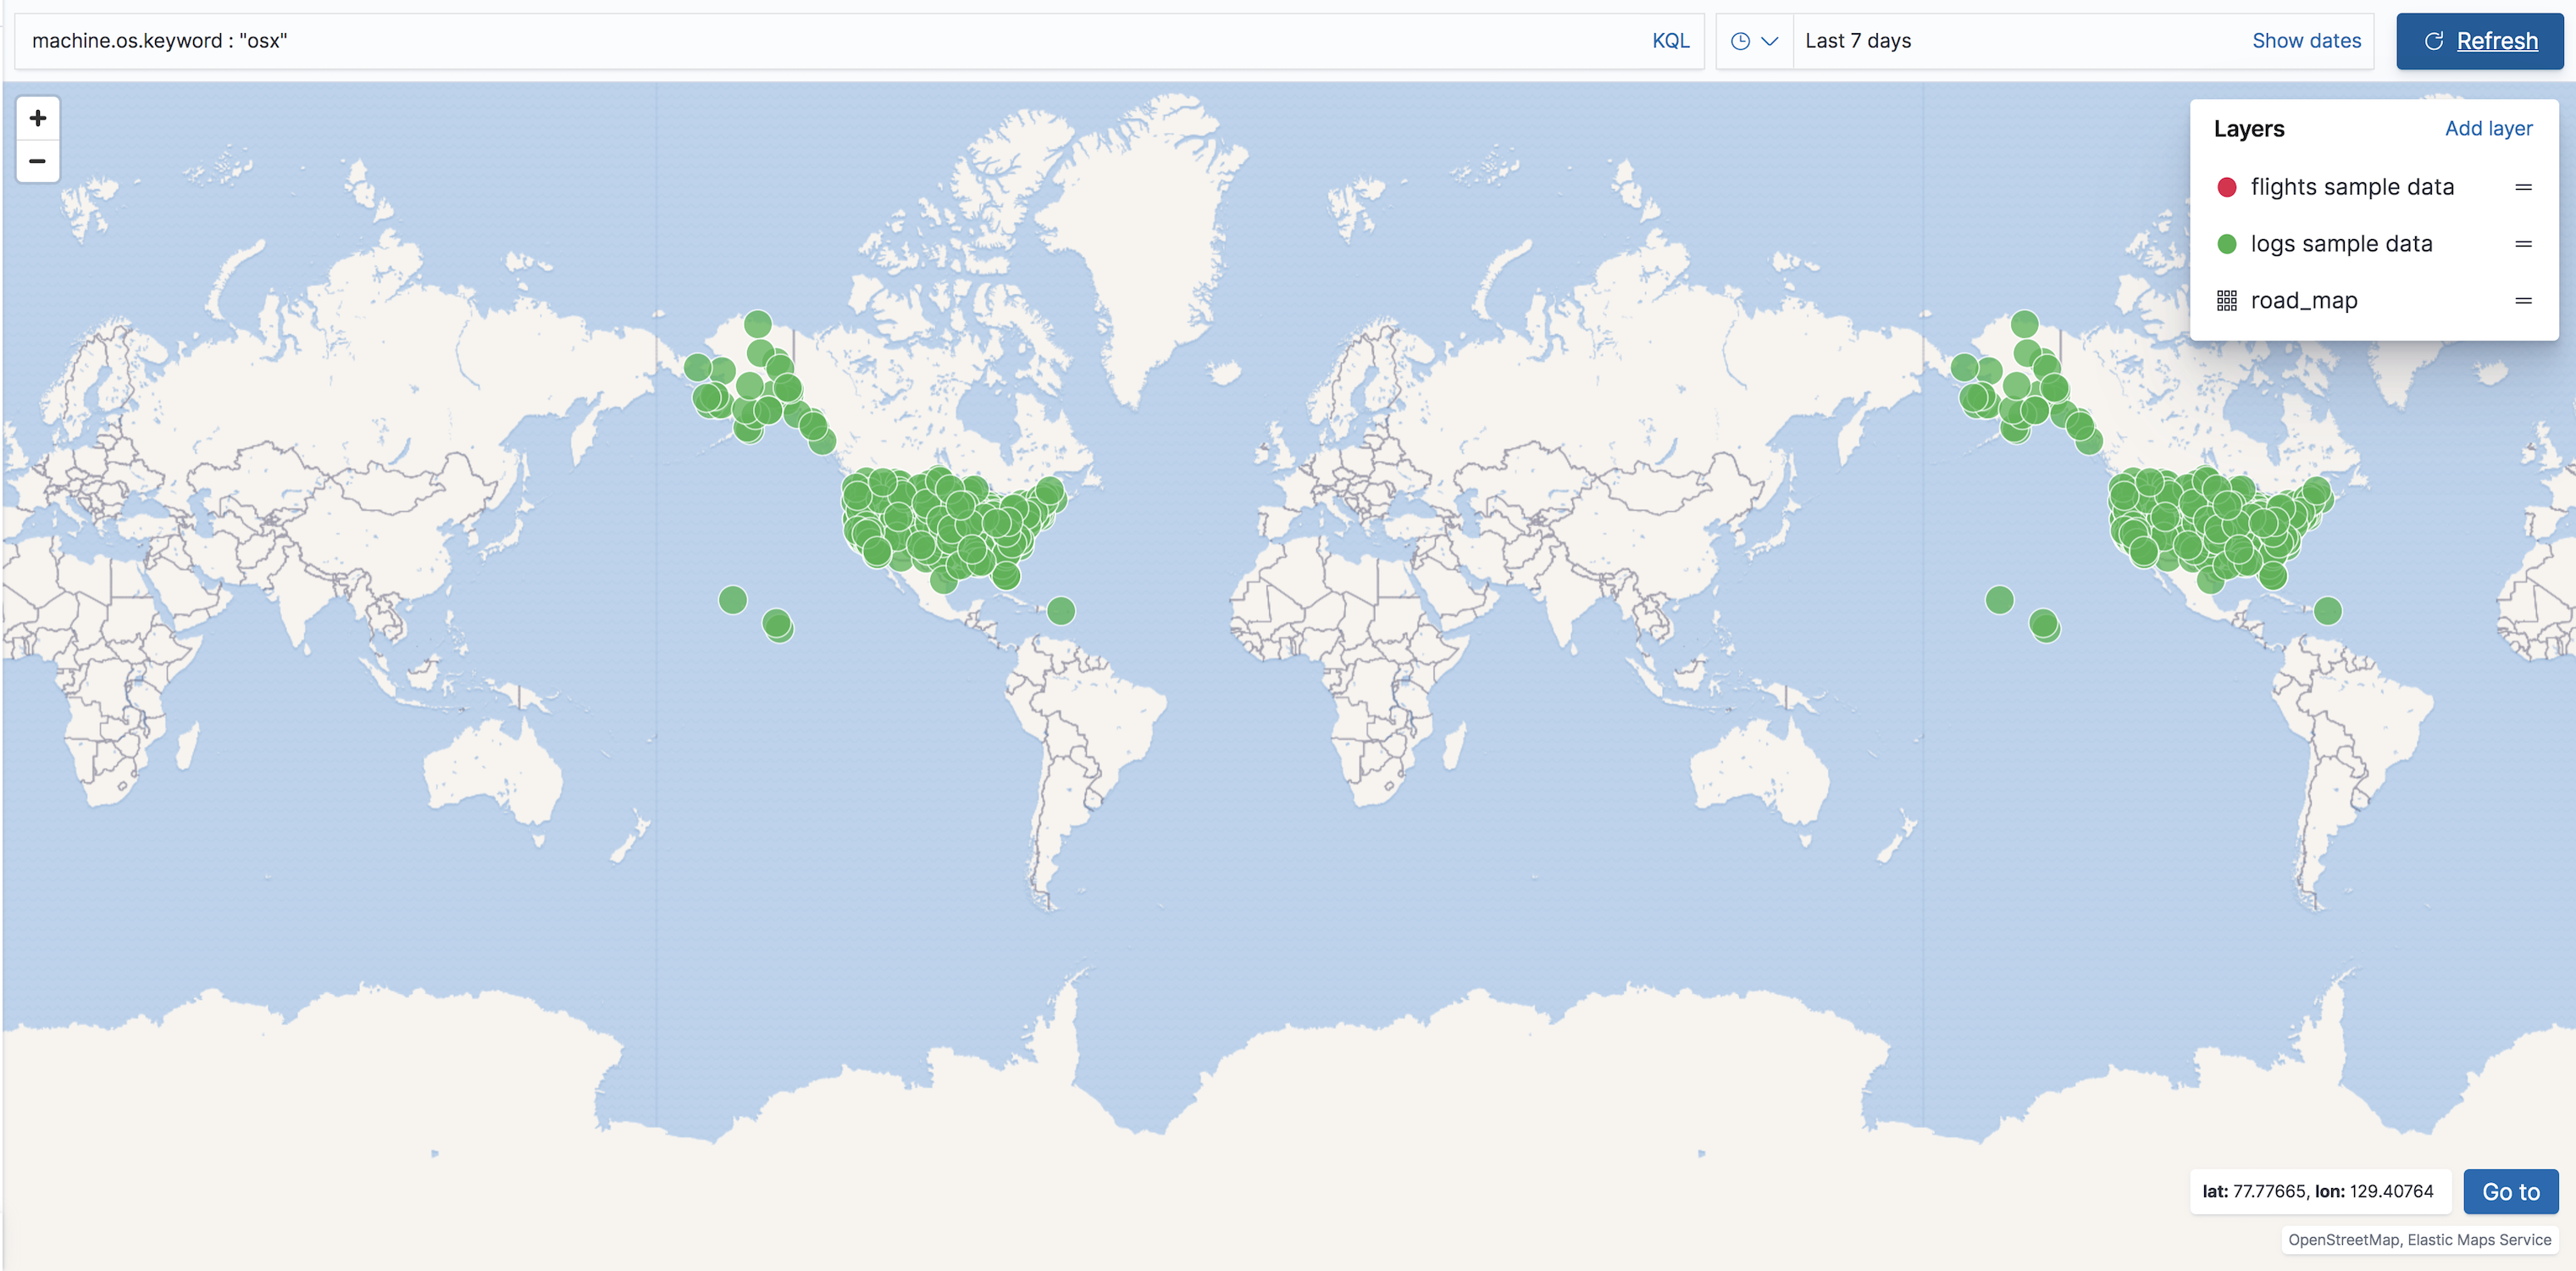 machine.os.keyword : "osx" KQL Last 7 days Show dates Refresh
+
−
Layers Add layer
flights sample data
logs sample data
road_map
lat: 77.77665, lon: 129.40764 Go to
OpenStreetMap, Elastic Maps Service